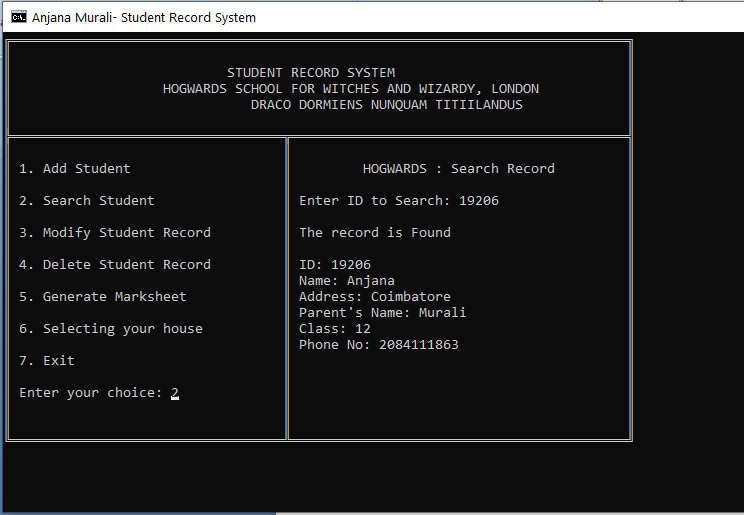 Anjana Murali- Student Record System
STUDENT RECORD SYSTEM
HOGWARDS SCHOOL FOR WITCHES AND WIZARDY, LONDON
DRACO DORMIENS NUNQUAM TITIILANDUS
1. Add Student
2. Search Student
3. Modify Student Record
4. Delete Student Record
5. Generate Marksheet
6. Selecting your house
7. Exit
Enter your choice: 2
HOGWARDS : Search Record
Enter ID to Search: 19206
The record is Found
ID: 19206
Name: Anjana
Address: Coimbatore
Parent's Name: Murali
Class: 12
Phone No: 2084111863